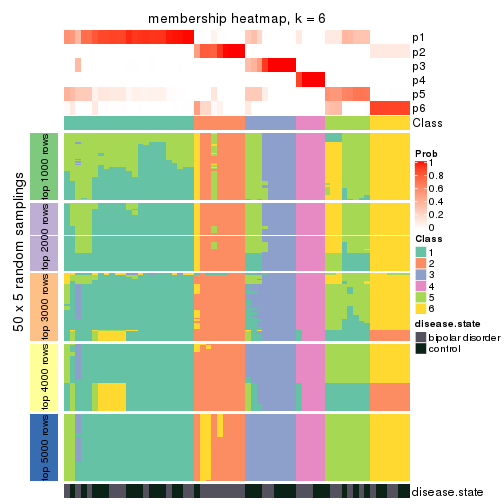 membership heatmap, k = 6
p1
p2
p3
p4
p5
p6
Class
50 x 5 random samplings
top 1000 rows
top 2000 rows
top 3000 rows
top 4000 rows
top 5000 rows
disease.state
Prob
1
0.8
0.6
0.4
0.2
0
Class
1
2
3
4
5
6
disease.state
bipolar disorder
control